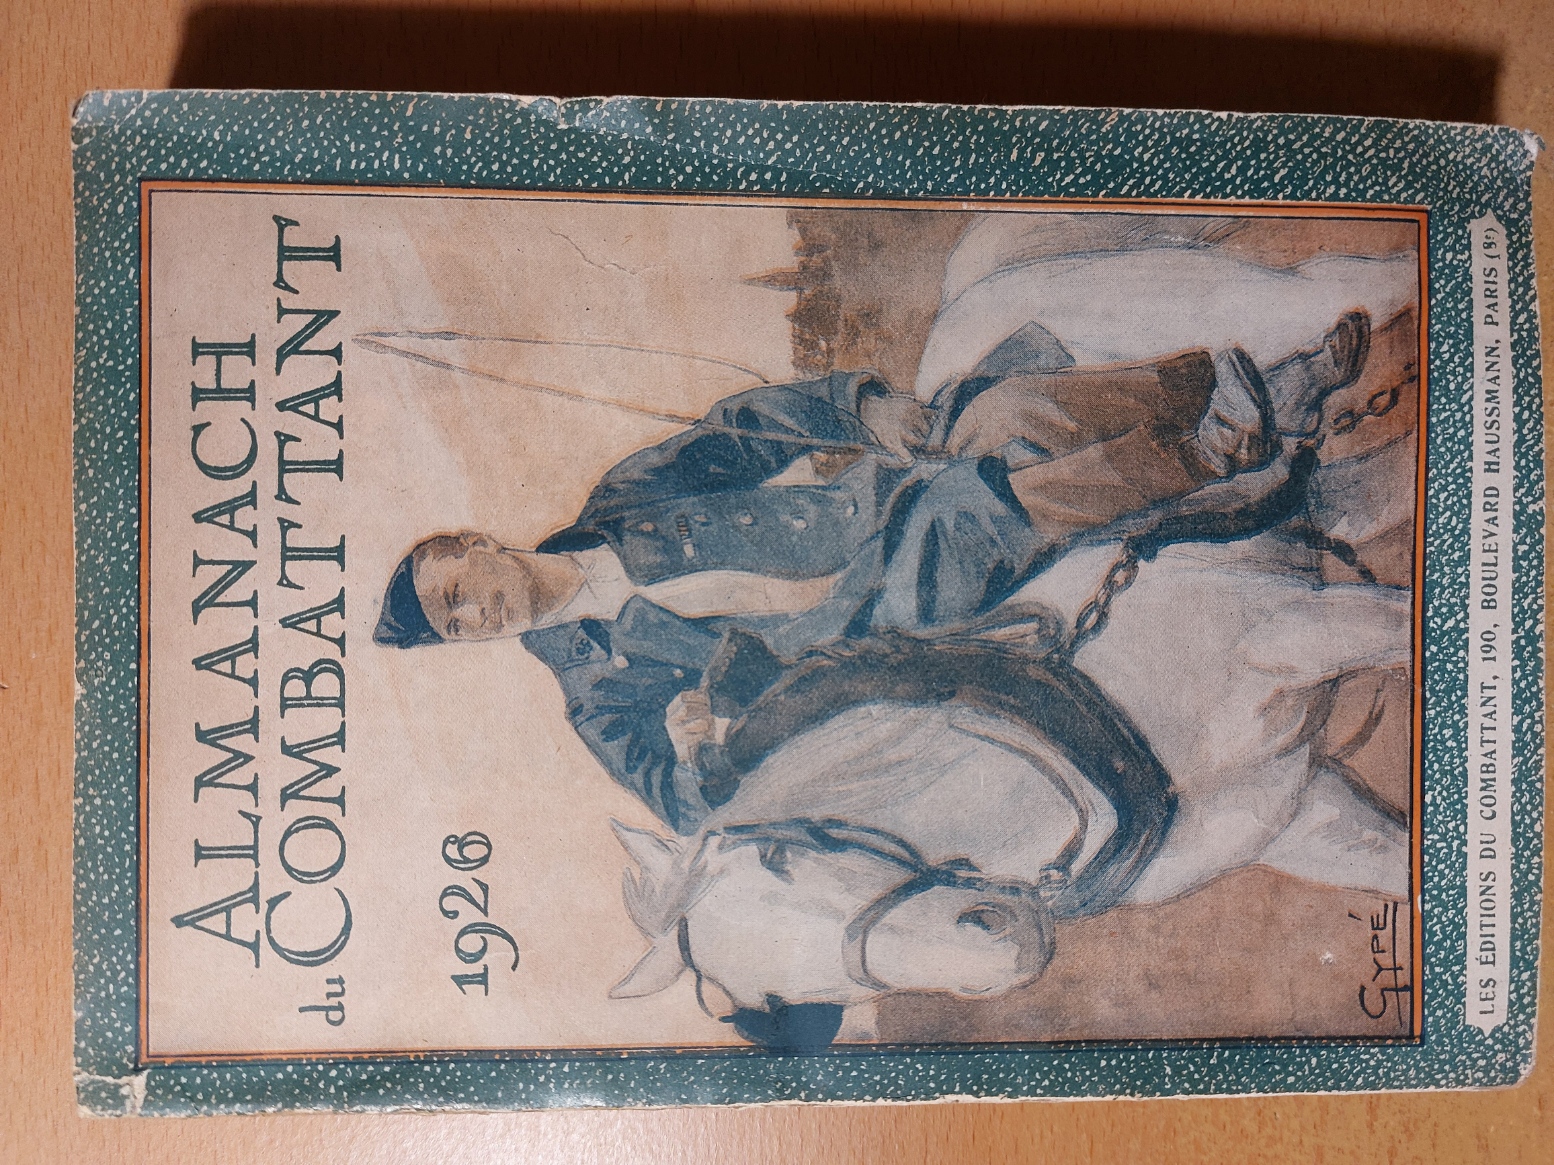 ALMANACH
du COMBATTANT
1926
GYPÉ
LES ÉDITIONS DU COMBATTANT, 190, BOULEVARD HAUSSMANN, PARIS (8e)